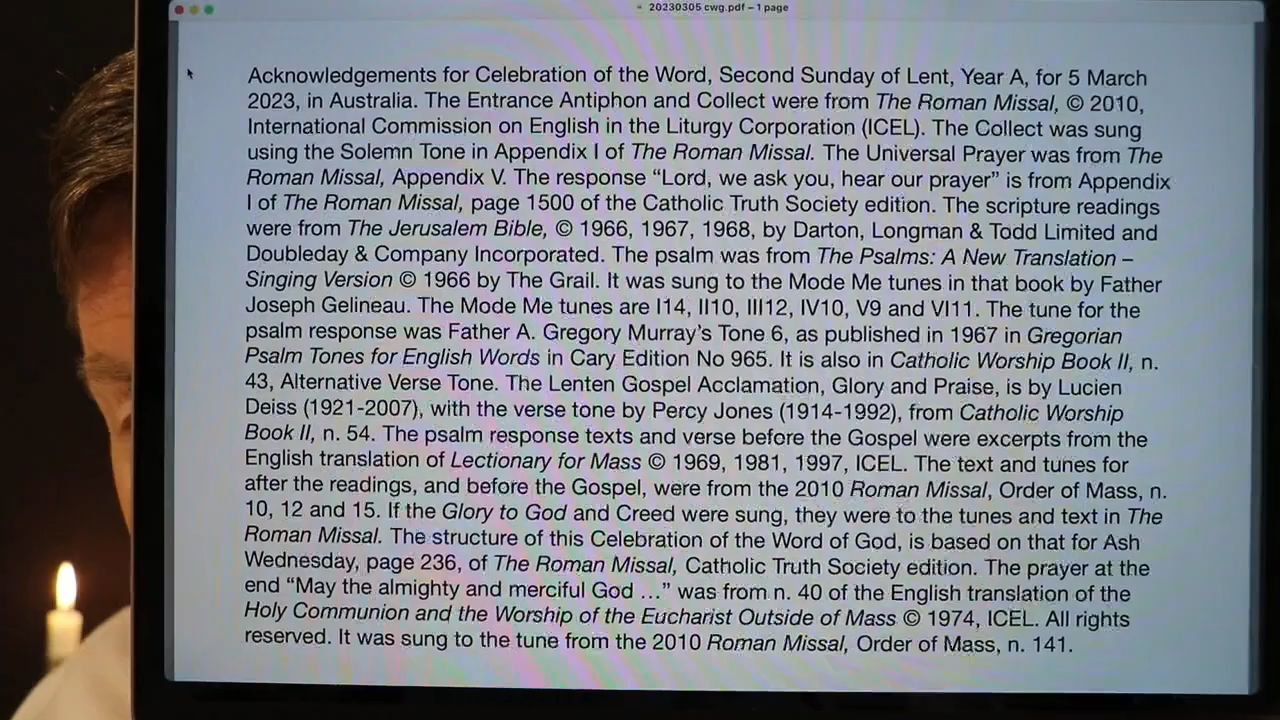 20230305 cwg.pdf – 1 page
Acknowledgements for Celebration of the Word, Second Sunday of Lent, Year A, for 5 March
2023, in Australia. The Entrance Antiphon and Collect were from The Roman Missal, © 2010,
International Commission on English in the Liturgy Corporation (ICEL). The Collect was sung
using the Solemn Tone in Appendix I of The Roman Missal. The Universal Prayer was from The
Roman Missal, Appendix V. The response “Lord, we ask you, hear our prayer” is from Appendix
I of The Roman Missal, page 1500 of the Catholic Truth Society edition. The scripture readings
were from The Jerusalem Bible, © 1966, 1967, 1968, by Darton, Longman & Todd Limited and
Doubleday & Company Incorporated. The psalm was from The Psalms: A New Translation –
Singing Version © 1966 by The Grail. It was sung to the Mode Me tunes in that book by Father
Joseph Gelineau. The Mode Me tunes are I14, II10, III12, IV10, V9 and VI11. The tune for the
psalm response was Father A. Gregory Murray’s Tone 6, as published in 1967 in Gregorian
Psalm Tones for English Words in Cary Edition No 965. It is also in Catholic Worship Book II, n.
43, Alternative Verse Tone. The Lenten Gospel Acclamation, Glory and Praise, is by Lucien
Deiss (1921-2007), with the verse tone by Percy Jones (1914-1992), from Catholic Worship
Book II, n. 54. The psalm response texts and verse before the Gospel were excerpts from the
English translation of Lectionary for Mass © 1969, 1981, 1997, ICEL. The text and tunes for
after the readings, and before the Gospel, were from the 2010 Roman Missal, Order of Mass, n.
10, 12 and 15. If the Glory to God and Creed were sung, they were to the tunes and text in The
Roman Missal. The structure of this Celebration of the Word of God, is based on that for Ash
Wednesday, page 236, of The Roman Missal, Catholic Truth Society edition. The prayer at the
end “May the almighty and merciful God …” was from n. 40 of the English translation of the
Holy Communion and the Worship of the Eucharist Outside of Mass © 1974, ICEL. All rights
reserved. It was sung to the tune from the 2010 Roman Missal, Order of Mass, n. 141.